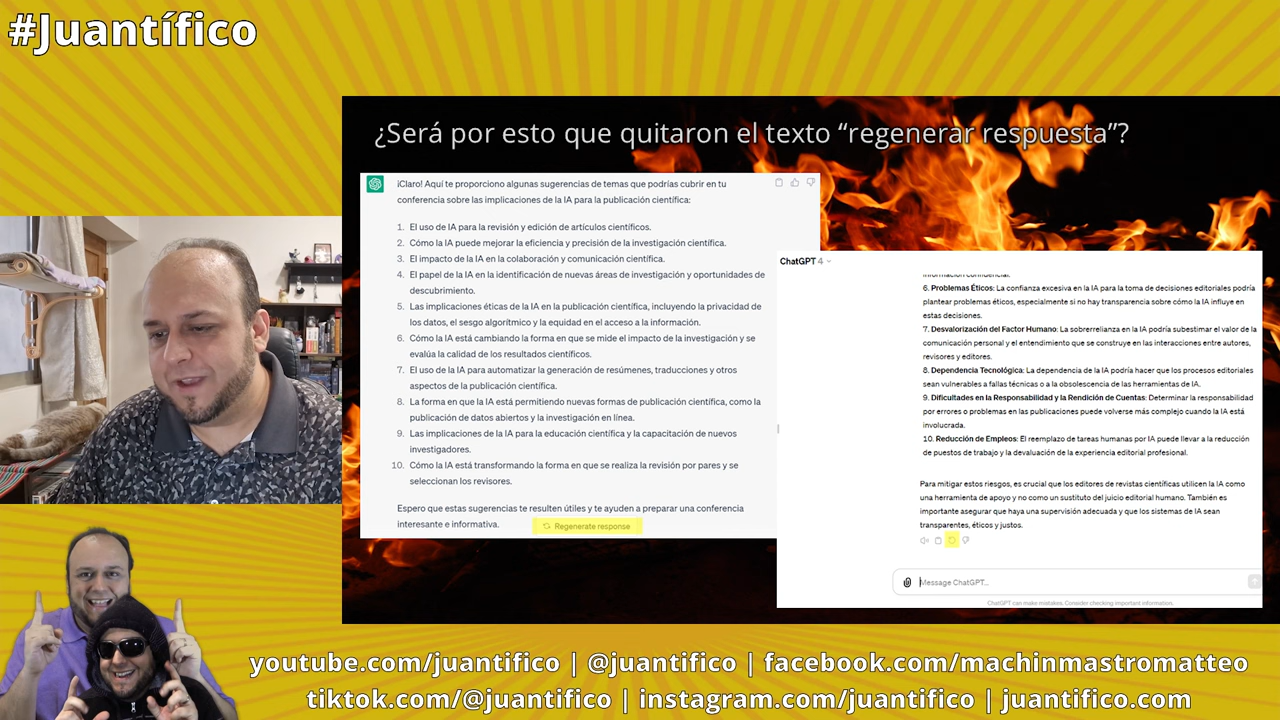 #Juantífico
¿Será por esto que quitaron el texto “regenerar respuesta”?
¡Claro! Aquí te proporciono algunas sugerencias de temas que podrías cubrir en tu
conferencia sobre las implicaciones de la IA para la publicación científica:
1. El uso de IA para la revisión y edición de artículos científicos.
2. Cómo la IA puede mejorar la eficiencia y precisión de la investigación científica.
3. El impacto de la IA en la colaboración y comunicación científica.
4. El papel de la IA en la identificación de nuevas áreas de investigación y oportunidades de
descubrimiento.
5. Las implicaciones éticas de la IA en la publicación científica, incluyendo la privacidad de
los datos, el sesgo algorítmico y la equidad en el acceso a la información.
6. Cómo la IA está cambiando la forma en que se mide el impacto de la investigación y se
evalúa la calidad de los resultados científicos.
7. El uso de la IA para automatizar la generación de resúmenes, traducciones y otros
aspectos de la publicación científica.
8. La forma en que la IA está permitiendo nuevas formas de publicación científica, como la
publicación de datos abiertos y la investigación en línea.
9. Las implicaciones de la IA para la educación científica y la capacitación de nuevos
investigadores.
10. Cómo la IA está transformando la forma en que se realiza la revisión por pares y se
seleccionan los revisores.
Espero que estas sugerencias te resulten útiles y te ayuden a preparar una conferencia
interesante e informativa.
Regenerate response
ChatGPT 4
información confidencial.
6. Problemas Éticos: La confianza excesiva en la IA para la toma de decisiones editoriales podría
plantear problemas éticos, especialmente si no hay transparencia sobre cómo la IA influye en
estas decisiones.
7. Desvalorización del Factor Humano: La sobrerrelianza en la IA podría subestimar el valor de la
comunicación personal y el entendimiento que se construye en las interacciones entre autores,
revisores y editores.
8. Dependencia Tecnológica: La dependencia de la IA podría hacer que los procesos editoriales
sean vulnerables a fallas técnicas o a la obsolescencia de las herramientas de IA.
9. Dificultades en la Responsabilidad y la Rendición de Cuentas: Determinar la responsabilidad
por errores o problemas en las publicaciones puede volverse más complejo cuando la IA está
involucrada.
10. Reducción de Empleos: El reemplazo de tareas humanas por IA puede llevar a la reducción
de puestos de trabajo y la devaluación de la experiencia editorial profesional.
Para mitigar estos riesgos, es crucial que los editores de revistas científicas utilicen la IA como
una herramienta de apoyo y no como un sustituto del juicio editorial humano. También es
importante asegurar que haya una supervisión adecuada y que los sistemas de IA sean
transparentes, éticos y justos.
Message ChatGPT...
ChatGPT can make mistakes. Consider checking important information.
youtube.com/juantifico | @juantifico | facebook.com/machinmastromatteo
tiktok.com/@juantifico | instagram.com/juantifico | juantifico.com